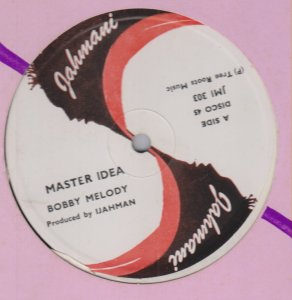 Jahmani
MASTER IDEA
BOBBY MELODY
Produced by IJAHMAN
A SIDE
DISCO 45
JMI 303
(P) Tree Roots Music
Jahmani